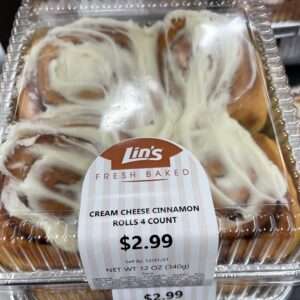 Lin's
FRESH BAKED
CREAM CHEESE CINNAMON
ROLLS 4 COUNT
$2.99
NET WT 12 OZ (340g)
$2.99